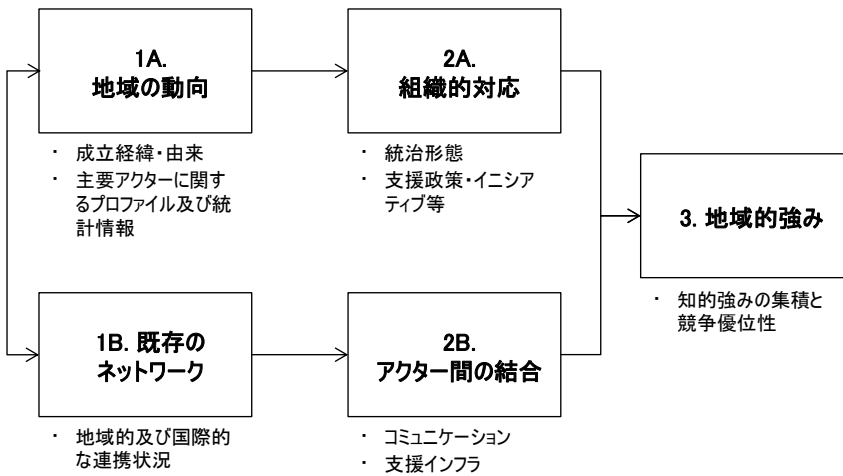 1A.
地域の動向
・ 成立経緯・由来
・ 主要アクターに関す
るプロファイル及び統
計情報
2A.
組織的対応
・ 統治形態
・ 支援政策・イニシア
ティブ等
3. 地域的強み
・ 知的強みの集積と
競争優位性
1B. 既存の
ネットワーク
・ 地域的及び国際的
な連携状況
2B.
アクター間の結合
・ コミュニケーション
・ 支援インフラ